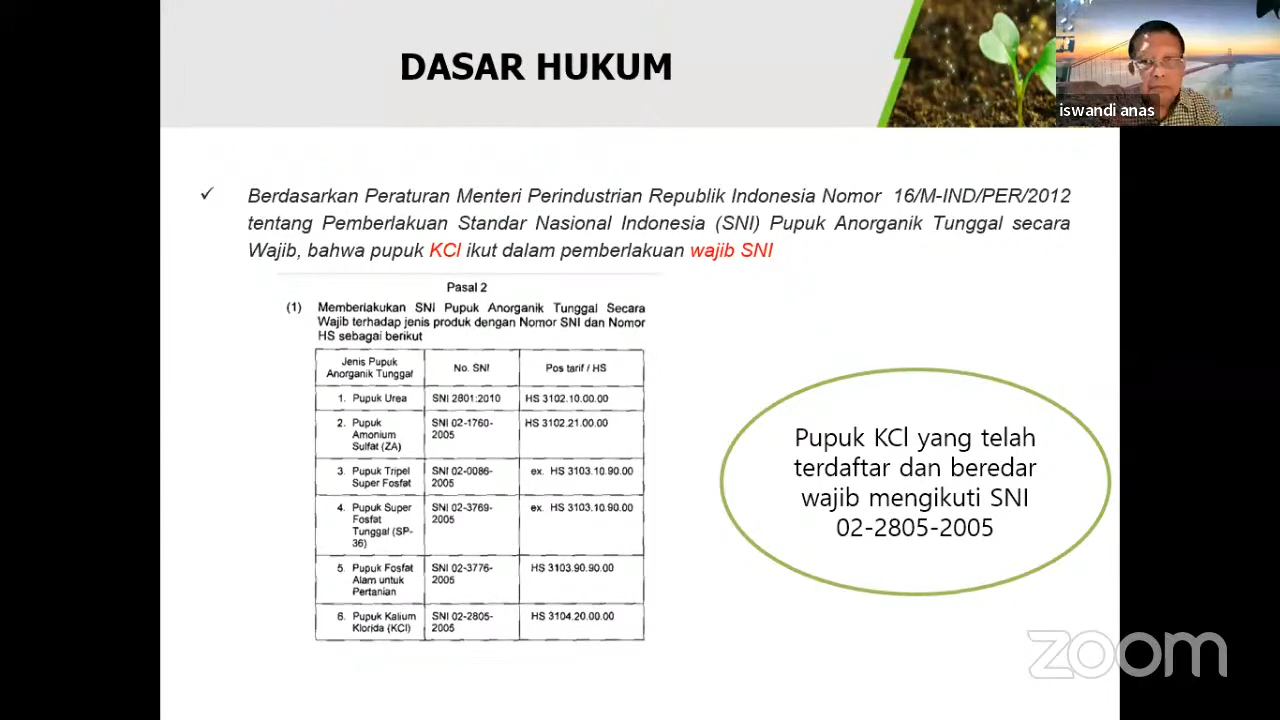 DASAR HUKUM
iswandi anas
✓ Berdasarkan Peraturan Menteri Perindustrian Republik Indonesia Nomor 16/M-IND/PER/2012
tentang Pemberlakuan Standar Nasional Indonesia (SNI) Pupuk Anorganik Tunggal secara
Wajib, bahwa pupuk KCl ikut dalam pemberlakuan wajib SNI
Pasal 2
(1) Memberlakukan SNI Pupuk Anorganik Tunggal Secara
Wajib terhadap jenis produk dengan Nomor SNI dan Nomor
HS sebagai berikut
Jenis Pupuk
Anorganik Tunggal
No. SNI
Pos tarif / HS
1. Pupuk Urea
SNI 2801:2010
HS 3102.10.00.00
2. Pupuk
Amonium
Sulfat (ZA)
SNI 02-1760-
2005
HS 3102.21.00.00
3. Pupuk Tripel
Super Fosfat
SNI 02-0086-
2005
ex. HS 3103.10.90.00
4. Pupuk Super
Fosfat
Tunggal (SP-
36)
SNI 02-3769-
2005
ex. HS 3103.10.90.00
5. Pupuk Fosfat
Alam untuk
Pertanian
SNI 02-3776-
2005
HS 3103.90.90.00
6. Pupuk Kalium
Klorida (KCl)
SNI 02-2805-
2005
HS 3104.20.00.00
Pupuk KCl yang telah
terdaftar dan beredar
wajib mengikuti SNI
02-2805-2005
zoom